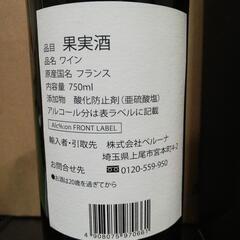 品目 果実酒
品名 ワイン
原産国名 フランス
内容量 750ml
添加物 酸化防止剤(亜硫酸塩)
アルコール分は表ラベルに記載
Alc%:on FRONT LABEL
輸入者・引取先 株式会社ベルーナ
埼玉県上尾市宮本町4-2
お問合せ先
0120-559-950
●お酒は20歳を過ぎてから
4 908075 970681